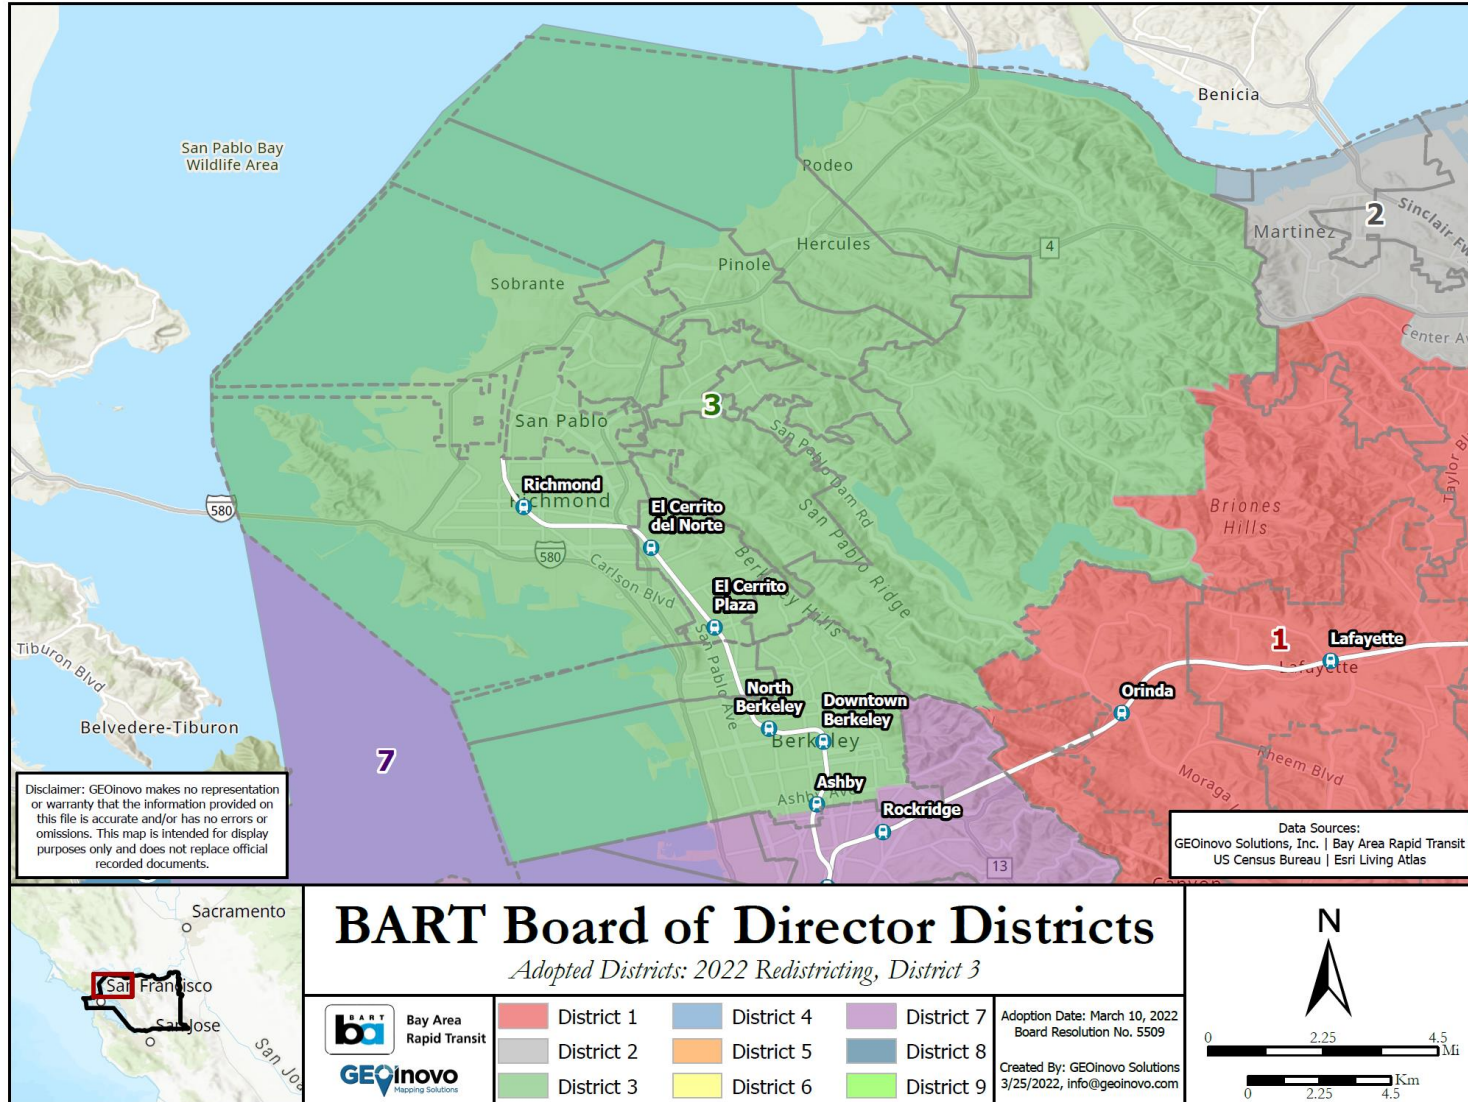 Benicia
San Pablo Bay
Wildlife Area
Rodeo
2
Sinclair Fw
Martinez
Hercules
4
Pinole
Sobrante
Center Av
3
San Pablo
San Pablo Dam Rd
Taylor Bl
Richmond
Richmond
580
El Cerrito
del Norte
Briones
Hills
San Pablo Ridge
580
Carlson Blvd
Berkeley Hills
El Cerrito
Plaza
San Pablo Ave
Tiburon Blvd
1
Lafayette
Lafayette
North
Berkeley
Downtown
Berkeley
Orinda
Belvedere-Tiburon
Berkeley
7
Rheem Blvd
Moraga
Ashby
Ashby Ave
Rockridge
13
Canyon
Disclaimer: GEOinovo makes no representation
or warranty that the information provided on
this file is accurate and/or has no errors or
omissions. This map is intended for display
purposes only and does not replace official
recorded documents.
Data Sources:
GEOinovo Solutions, Inc. | Bay Area Rapid Transit
US Census Bureau | Esri Living Atlas
Sacramento
San Francisco
San Jose
San Joa
BART Board of Director Districts
Adopted Districts: 2022 Redistricting, District 3
BART
ba
Bay Area
Rapid Transit
GEOinovo
Mapping Solutions
District 1
District 2
District 3
District 4
District 5
District 6
District 7
District 8
District 9
Adoption Date: March 10, 2022
Board Resolution No. 5509
Created By: GEOinovo Solutions
3/25/2022, info@geoinovo.com
N
0 2.25 4.5
Mi
Km
0 2.25 4.5